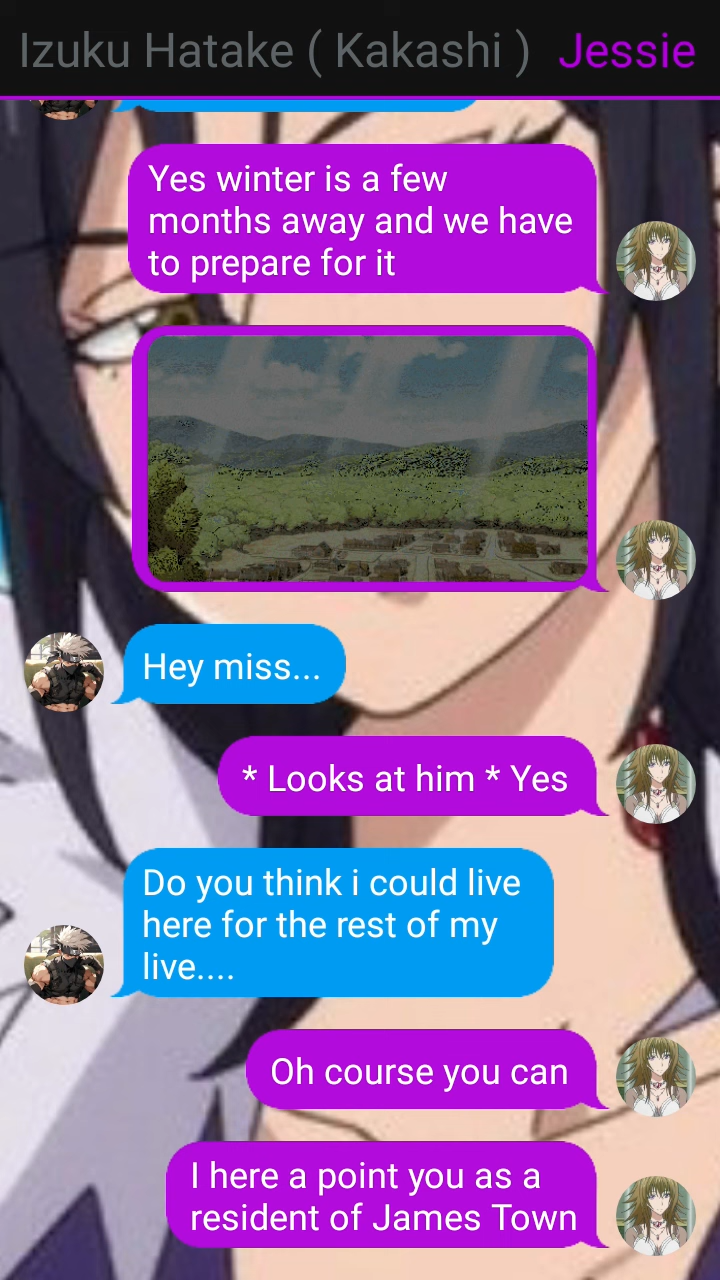 Izuku Hatake ( Kakashi ) Jessie
Yes winter is a few
months away and we have
to prepare for it
Hey miss...
* Looks at him * Yes
Do you think i could live
here for the rest of my
live....
Oh course you can
I here a point you as a
resident of James Town